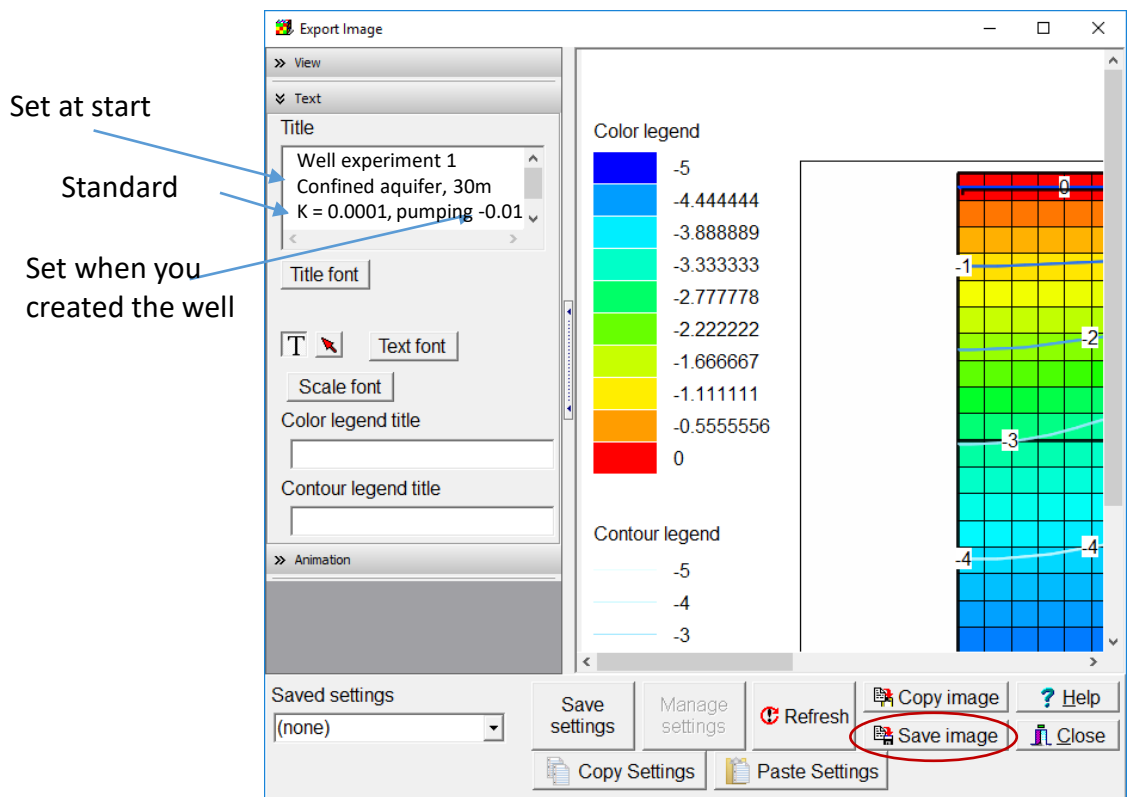 Export Image
View
Text
Set at start
Title
Well experiment 1
Confined aquifer, 30m
K = 0.0001, pumping -0.01
Standard
Set when you
created the well
Title font
T
Text font
Scale font
Color legend title
Contour legend title
Animation
Color legend
-5
-4.444444
-3.888889
-3.333333
-2.777778
-2.222222
-1.666667
-1.111111
-0.5555556
0
Contour legend
-5
-4
-3
0
-1
-2
-3
-4
-4
Saved settings
(none)
Save
settings
Manage
settings
Refresh
Copy image
Save image
Help
Close
Copy Settings
Paste Settings